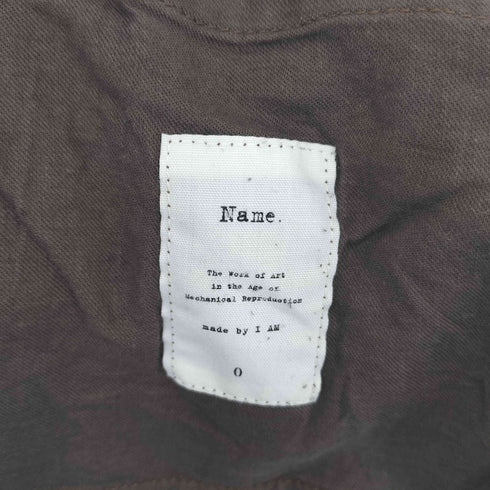 Name.
The Work of Art
in the Age of
Mechanical Reproduction
made by I AM
0